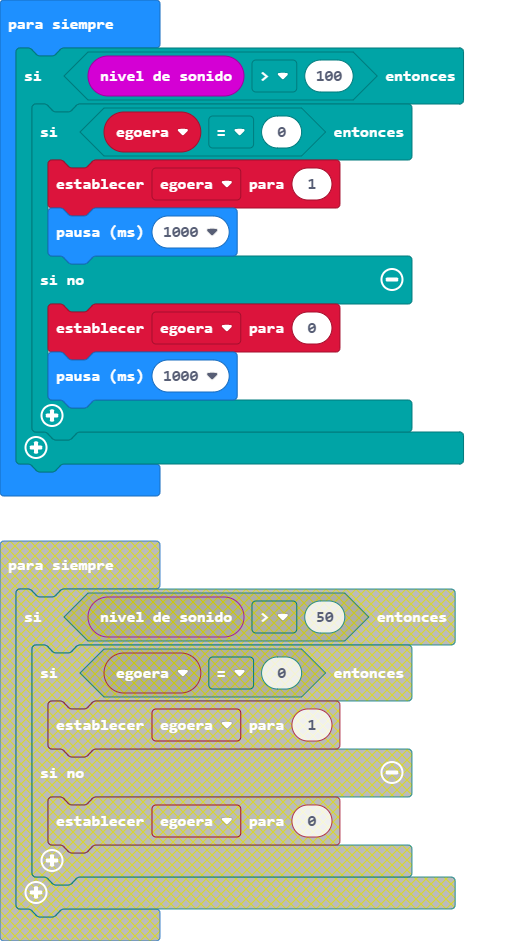 para siempre
si nivel de sonido > 100 entonces
si egoera = 0 entonces
establecer egoera para 1
pausa (ms) 1000
si no
establecer egoera para 0
pausa (ms) 1000
para siempre
si nivel de sonido > 50 entonces
si egoera = 0 entonces
establecer egoera para 1
si no
establecer egoera para 0